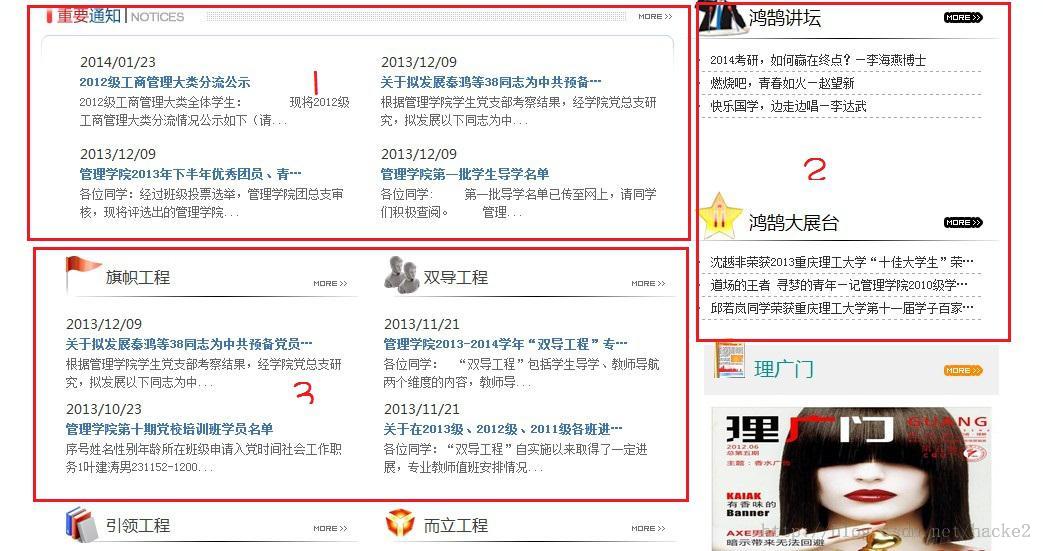 重要通知 | NOTICES
MORE >>
2014/01/23
2012级工商管理大类分流公示
2012级工商管理大类全体学生： 现将2012级
工商管理大类分流情况公示如下（请...
1
2013/12/09
关于拟发展秦鸿等38同志为中共预备…
根据管理学院学生党支部考察结果，经学院党总支研
究，拟发展以下同志为中...
2013/12/09
管理学院2013年下半年优秀团员、青…
各位同学：经过班级投票选举，管理学院团总支审
核，现将评选出的管理学院...
2013/12/09
管理学院第一批学生导学名单
各位同学： 第一批导学名单已传至网上，请同学
们积极查阅。 管理...
鸿鹄讲坛
MORE >>
2014考研，如何赢在终点？—李海燕博士
燃烧吧，青春如火—赵望新
快乐国学，边走边唱—李达武
2
鸿鹄大展台
MORE >>
沈越非荣获2013重庆理工大学“十佳大学生”荣…
道场的王者 寻梦的青年—记管理学院2010级学…
邱若岚同学荣获重庆理工大学第十一届学子百家…
旗帜工程
MORE >>
2013/12/09
关于拟发展秦鸿等38同志为中共预备党员…
根据管理学院学生党支部考察结果，经学院党总支研
究，拟发展以下同志为中...
3
2013/10/23
管理学院第十期党校培训班学员名单
序号姓名性别年龄所在班级申请入党时间社会工作职
务1叶建涛男231152-1200...
双导工程
MORE >>
2013/11/21
管理学院2013-2014学年“双导工程”专…
各位同学： “双导工程”包括学生导学、教师导航
两个维度的内容，教师导...
2013/11/21
关于在2013级、2012级、2011级各班进…
各位同学：“双导工程”自实施以来取得了一定进
展，专业教师值班安排情况...
引领工程
MORE >>
而立工程
MORE >>
理广门
MORE >>
理广门
GUANG
2012.06
总第五期
主题：香水广告
KAIAK
有香味的
Banner
AXE男香
暗示带来无法回避